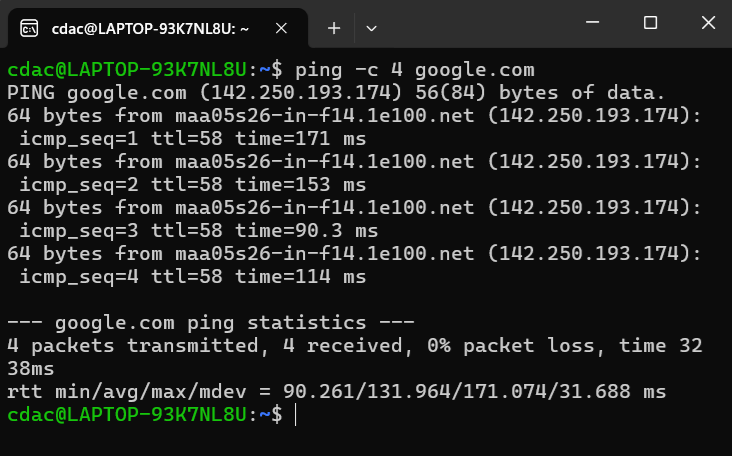 cdac@LAPTOP-93K7NL8U: ~
cdac@LAPTOP-93K7NL8U:~$ ping -c 4 google.com
PING google.com (142.250.193.174) 56(84) bytes of data.
64 bytes from maa05s26-in-f14.1e100.net (142.250.193.174):
 icmp_seq=1 ttl=58 time=171 ms
64 bytes from maa05s26-in-f14.1e100.net (142.250.193.174):
 icmp_seq=2 ttl=58 time=153 ms
64 bytes from maa05s26-in-f14.1e100.net (142.250.193.174):
 icmp_seq=3 ttl=58 time=90.3 ms
64 bytes from maa05s26-in-f14.1e100.net (142.250.193.174):
 icmp_seq=4 ttl=58 time=114 ms

--- google.com ping statistics ---
4 packets transmitted, 4 received, 0% packet loss, time 32
38ms
rtt min/avg/max/mdev = 90.261/131.964/171.074/31.688 ms
cdac@LAPTOP-93K7NL8U:~$